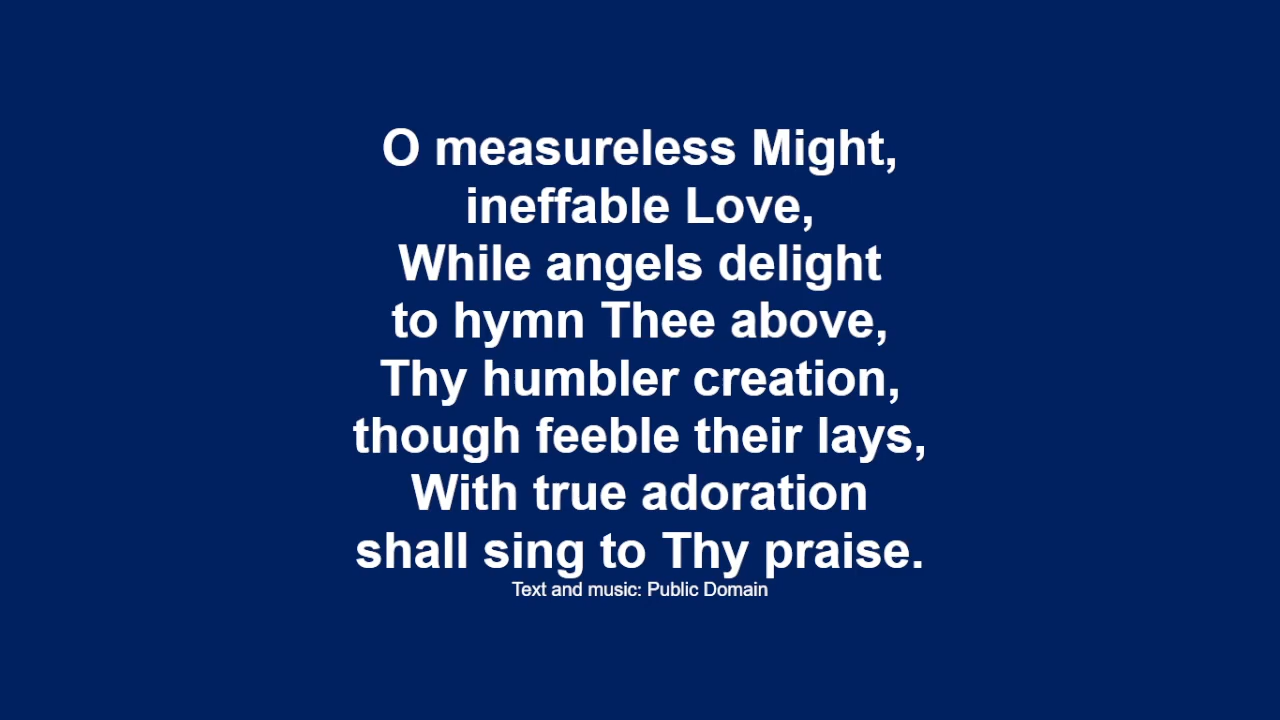 O measureless Might,
ineffable Love,
While angels delight
to hymn Thee above,
Thy humbler creation,
though feeble their lays,
With true adoration
shall sing to Thy praise.
Text and music: Public Domain